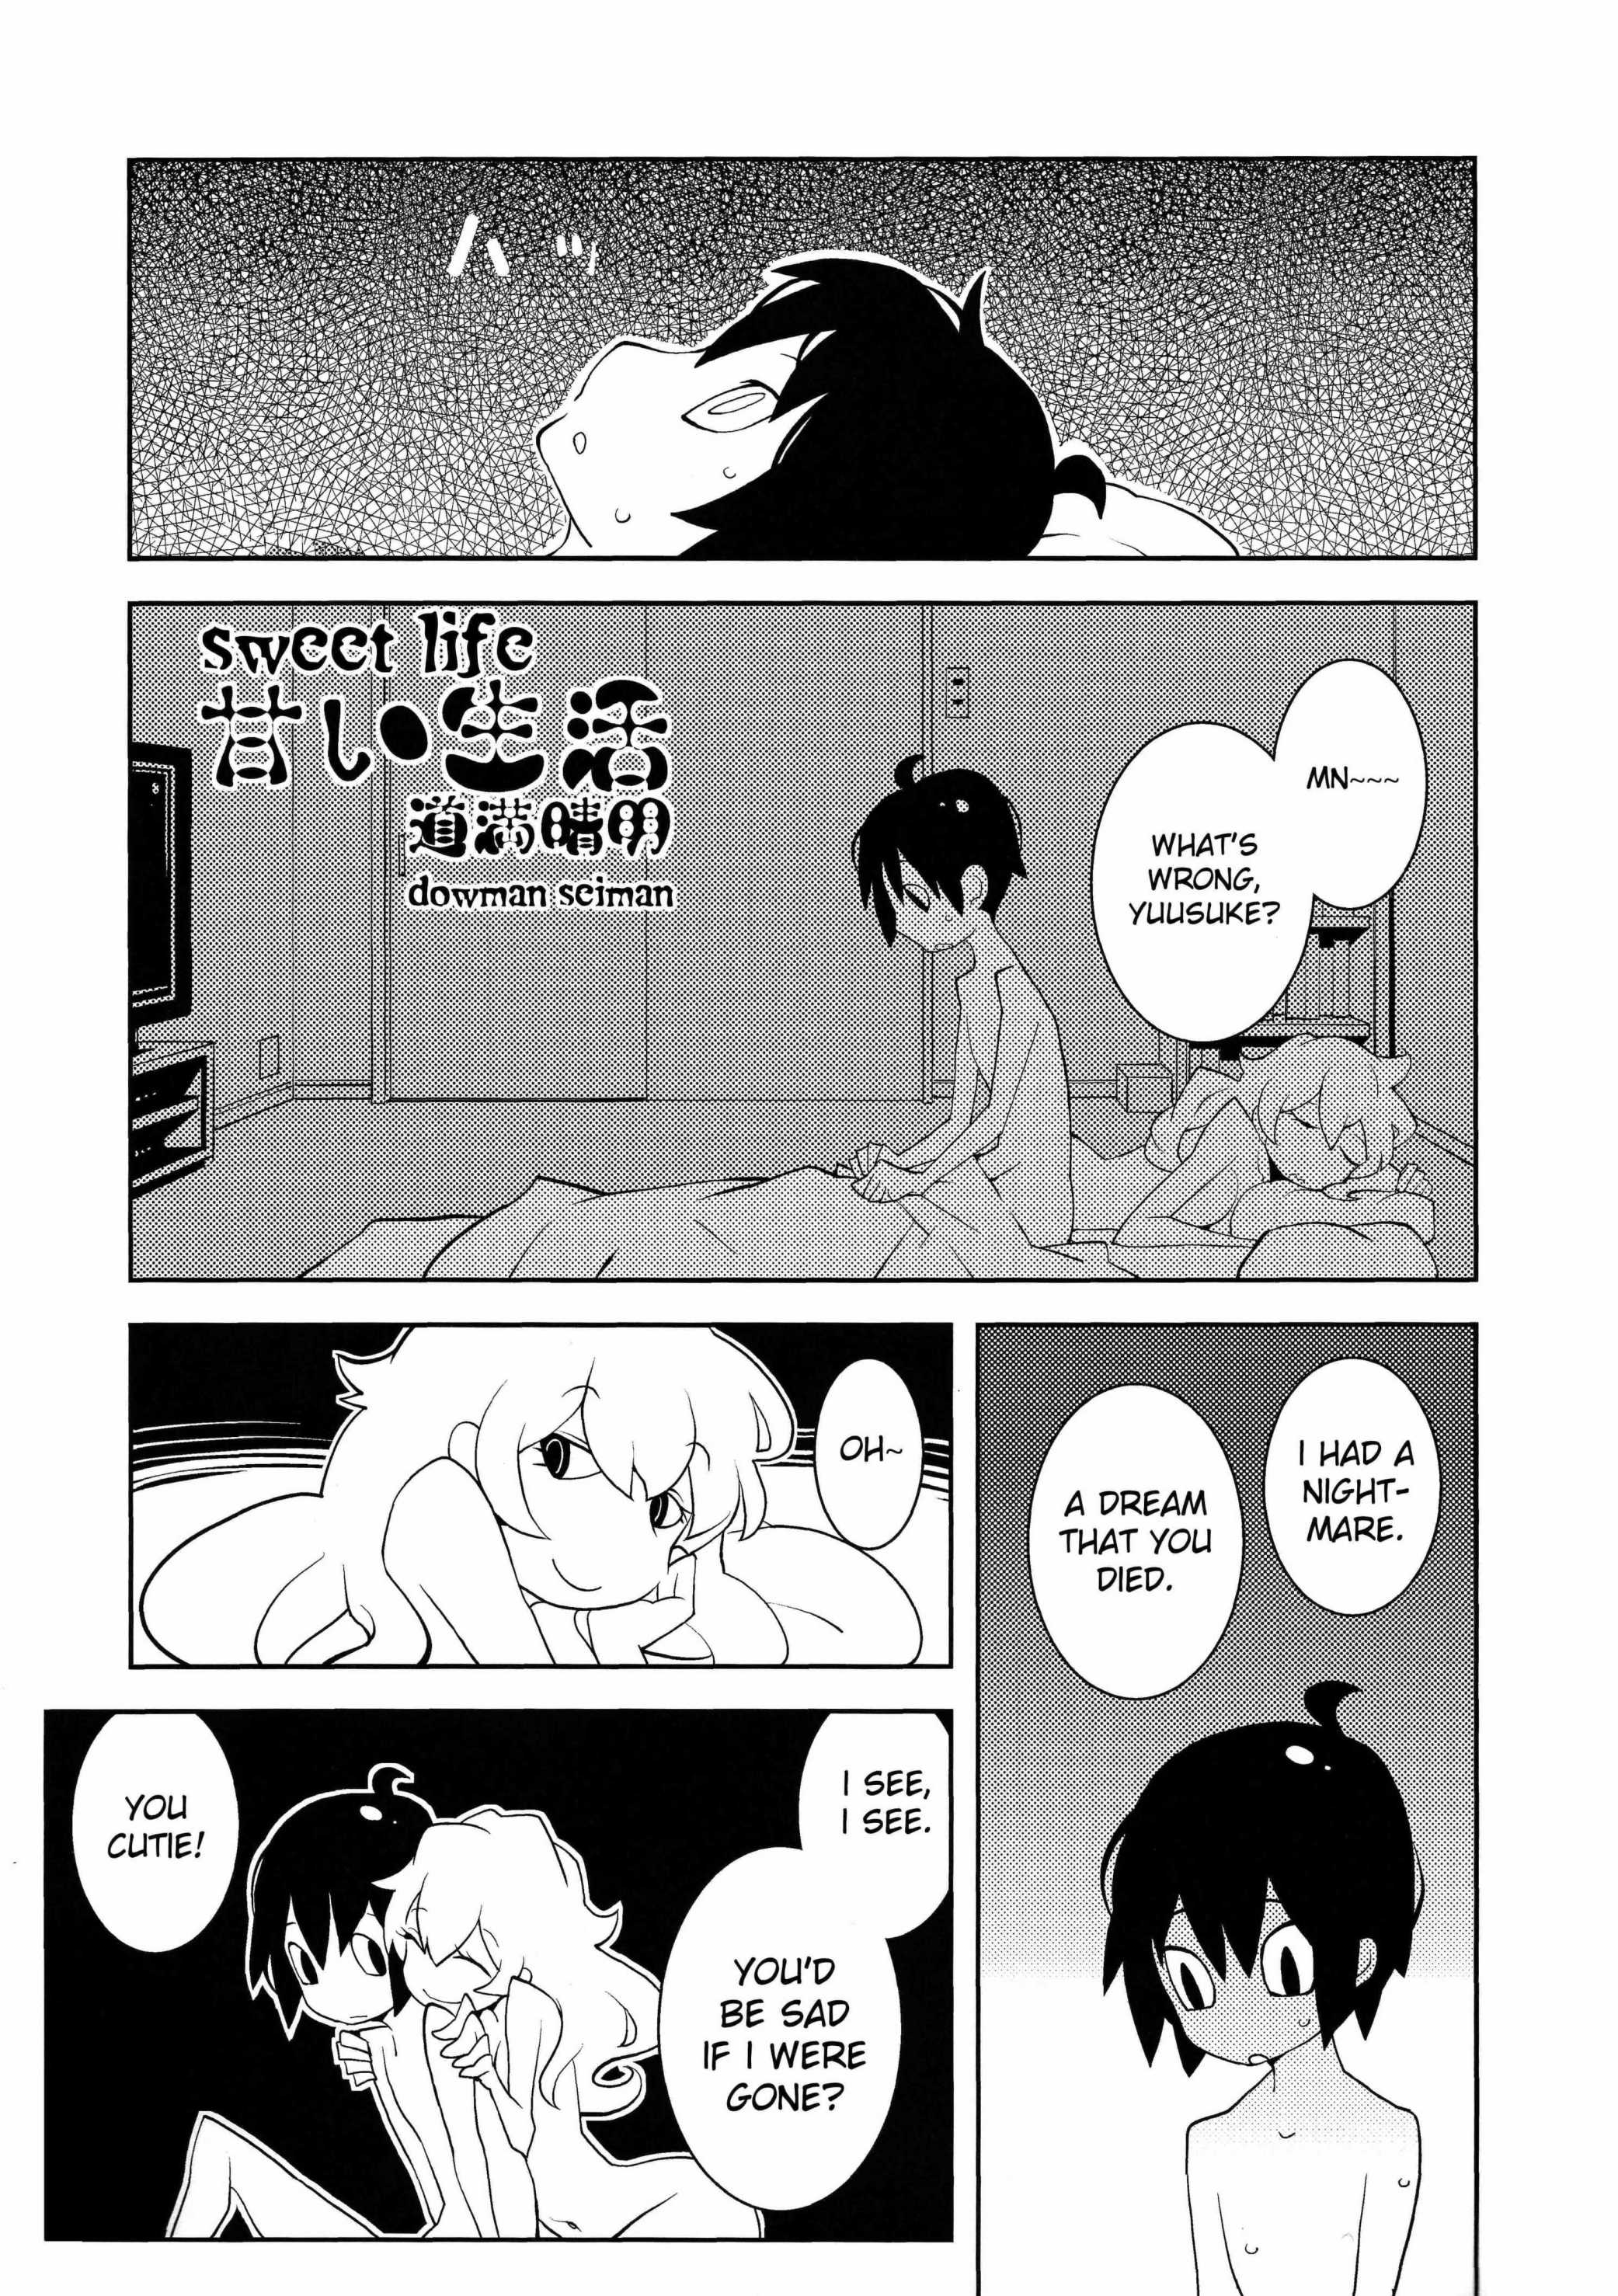 ハッ
sweet life
甘い生活
道満晴明
dowman seiman
MN~~~
WHAT'S
WRONG,
YUUSUKE?
I HAD A
NIGHT-
MARE.
A DREAM
THAT YOU
DIED.
OH~
I SEE,
I SEE.
YOU'D
BE SAD
IF I WERE
GONE?
YOU
CUTIE!